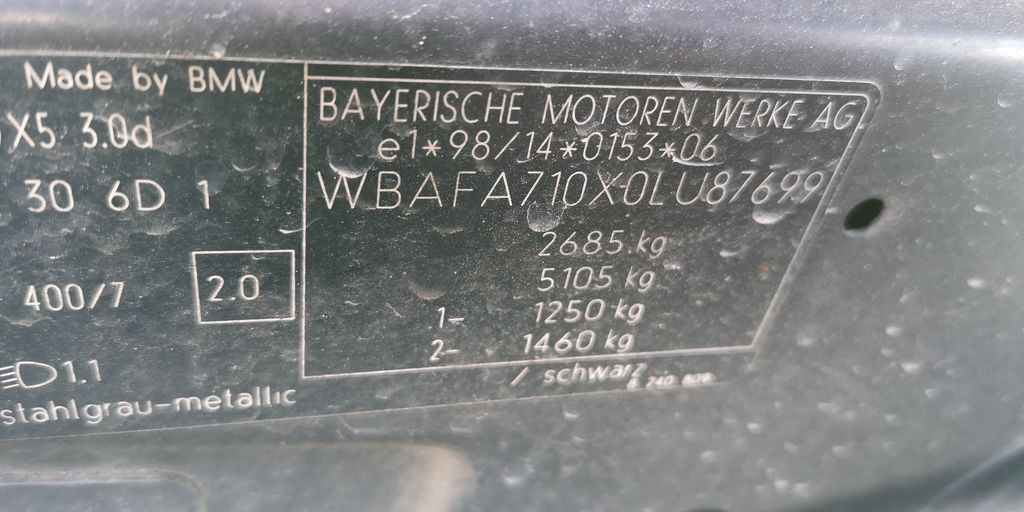 Made by BMW
X5 3.0d
30 6D 1
400/7 2.0
1.1
stahlgrau-metallic
BAYERISCHE MOTOREN WERKE AG
e1*98/14*0153*06
WBAFA710X0LU87699
2685 kg
5105 kg
1- 1250 kg
2- 1460 kg
/ schwarz